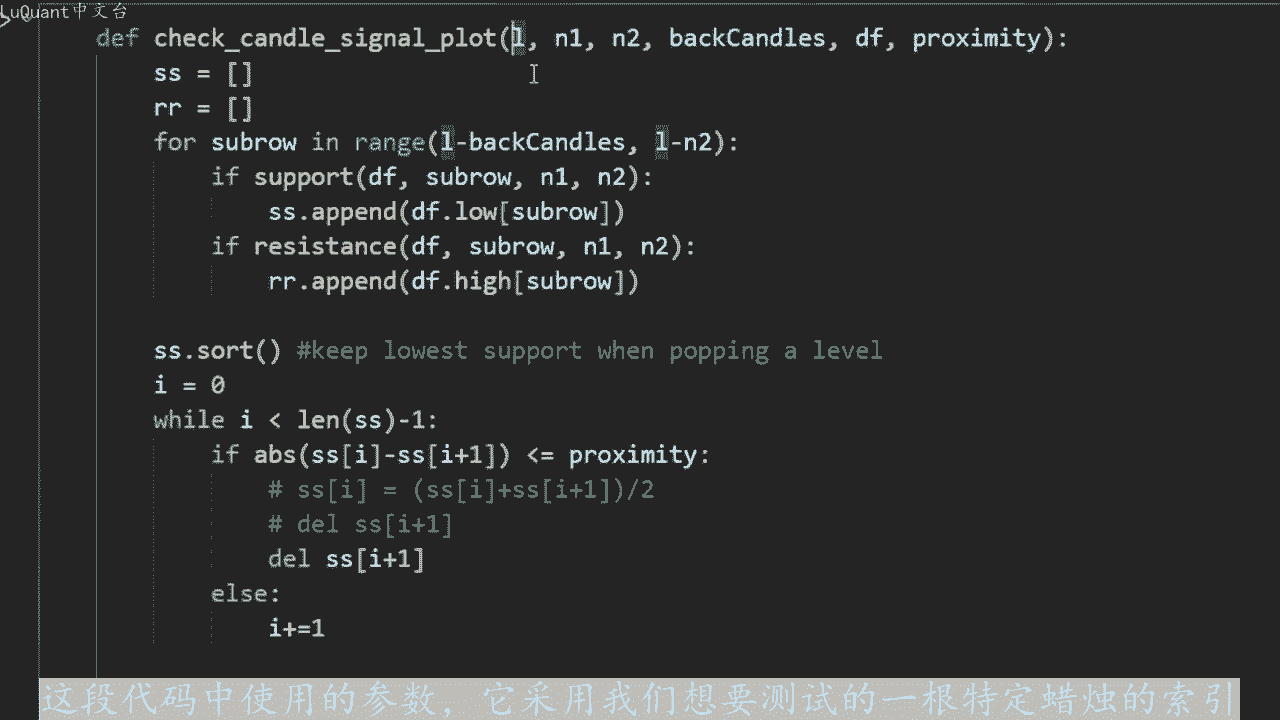 LuQuant中文台
def check_candle_signal_plot(l, n1, n2, backCandles, df, proximity):
    ss = []
    rr = []
    for subrow in range(l-backCandles, l-n2):
        if support(df, subrow, n1, n2):
            ss.append(df.low[subrow])
        if resistance(df, subrow, n1, n2):
            rr.append(df.high[subrow])
    ss.sort() #keep lowest support when popping a level
    i = 0
    while i < len(ss)-1:
        if abs(ss[i]-ss[i+1]) <= proximity:
            # ss[i] = (ss[i]+ss[i+1])/2
            # del ss[i+1]
            del ss[i+1]
        else:
            i+=1
这段代码中使用的参数，它采用我们想要测试的一根特定蜡烛的索引